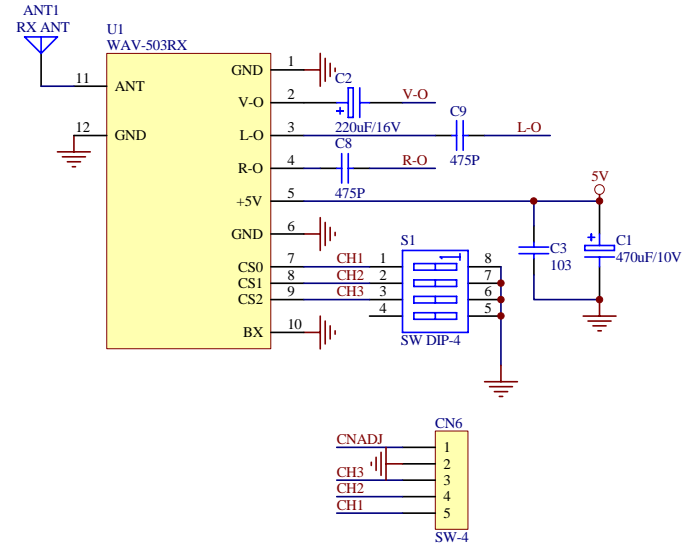 ANT1
RX ANT
U1
WAV-503RX
11 ANT
12 GND
GND 1
V-O 2
L-O 3
R-O 4
+5V 5
GND 6
CS0 7
CS1 8
CS2 9
BX 10
C2
220uF/16V
V-O
C9
475P
L-O
C8
475P
R-O
5V
C3
103
C1
470uF/10V
CH1
CH2
CH3
S1
1 8
2 7
3 6
4 5
SW DIP-4
CN6
CNADJ 1
2
CH3 3
CH2 4
CH1 5
SW-4